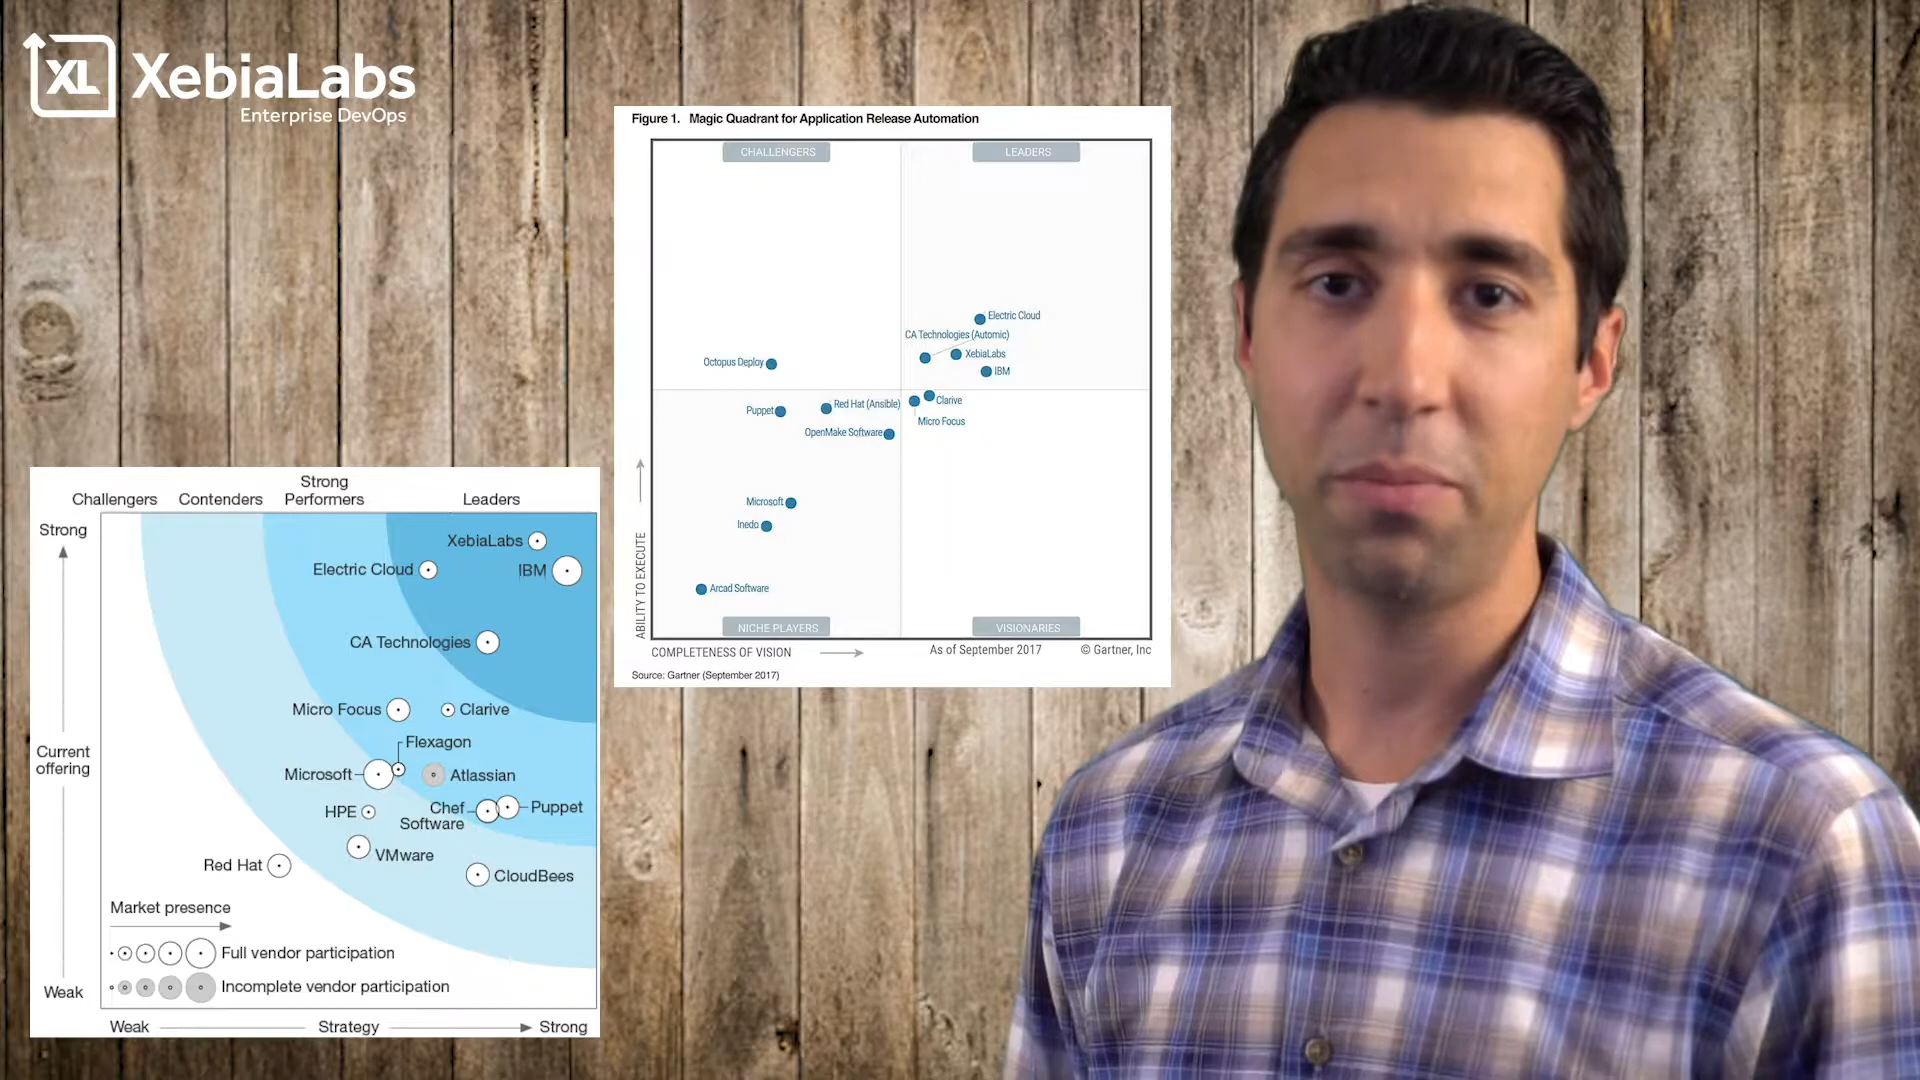 XL XebiaLabs
Enterprise DevOps
Figure 1. Magic Quadrant for Application Release Automation
CHALLENGERS
LEADERS
Electric Cloud
CA Technologies (Automic)
XebiaLabs
IBM
Octopus Deploy
Puppet
Red Hat (Ansible)
Clarive
Micro Focus
OpenMake Software
Microsoft
Inedo
Arcad Software
NICHE PLAYERS
VISIONARIES
ABILITY TO EXECUTE
COMPLETENESS OF VISION
As of September 2017
© Gartner, Inc
Source: Gartner (September 2017)
Challengers
Contenders
Strong
Performers
Leaders
Strong
XebiaLabs
Electric Cloud
IBM
CA Technologies
Micro Focus
Clarive
Flexagon
Current
offering
Microsoft
Atlassian
HPE
Chef
Software
Puppet
VMware
Red Hat
CloudBees
Market presence
Full vendor participation
Incomplete vendor participation
Weak
Weak
Strategy
Strong